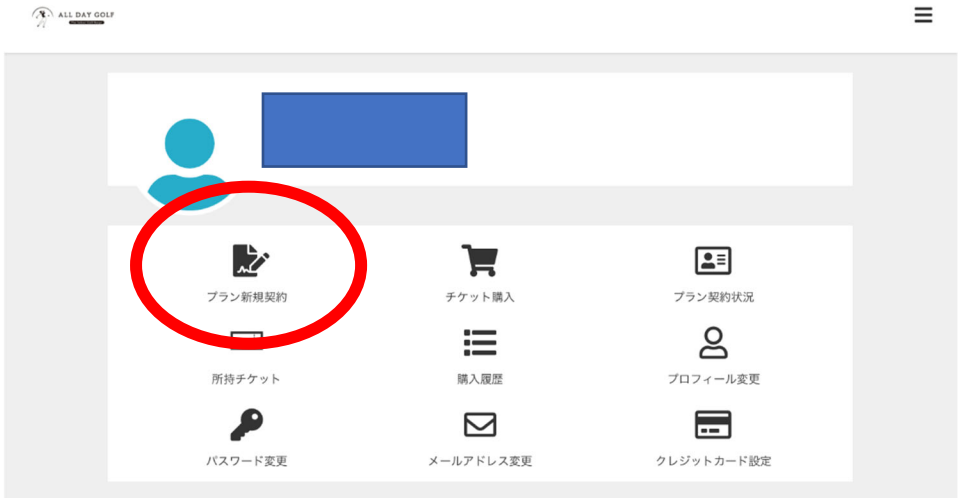 ALL DAY GOLF
プラン新規契約
チケット購入
プラン契約状況
所持チケット
購入履歴
プロフィール変更
パスワード変更
メールアドレス変更
クレジットカード設定